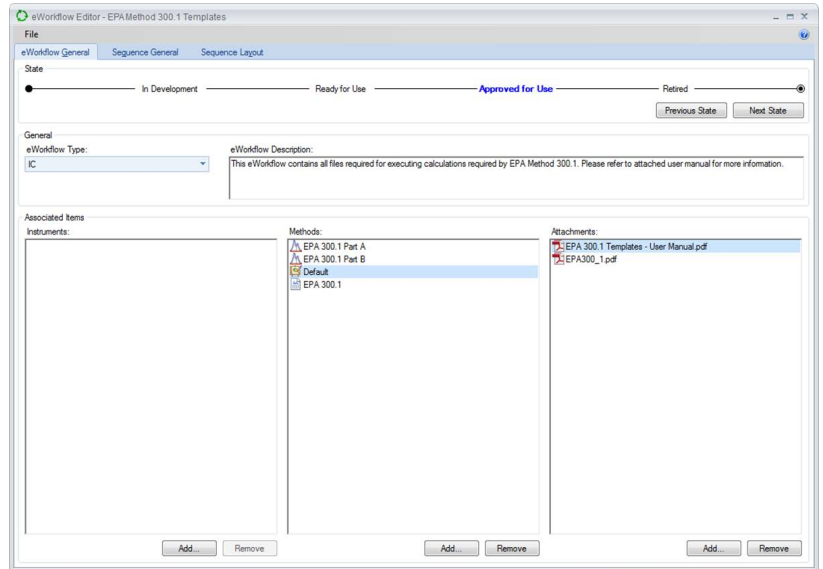 eWorkflow Editor - EPA Method 300.1 Templates
File
eWorkflow General Sequence General Sequence Layout
State
In Development Ready for Use Approved for Use Retired
Previous State Next State
General
eWorkflow Type: eWorkflow Description:
IC This eWorkflow contains all files required for executing calculations required by EPA Method 300.1. Please refer to attached user manual for more information.
Associated Items
Instruments: Methods: Attachments:
EPA 300.1 Part A EPA 300.1 Templates - User Manual.pdf
EPA 300.1 Part B EPA300_1.pdf
Default
EPA 300.1
Add... Remove Add... Remove Add... Remove